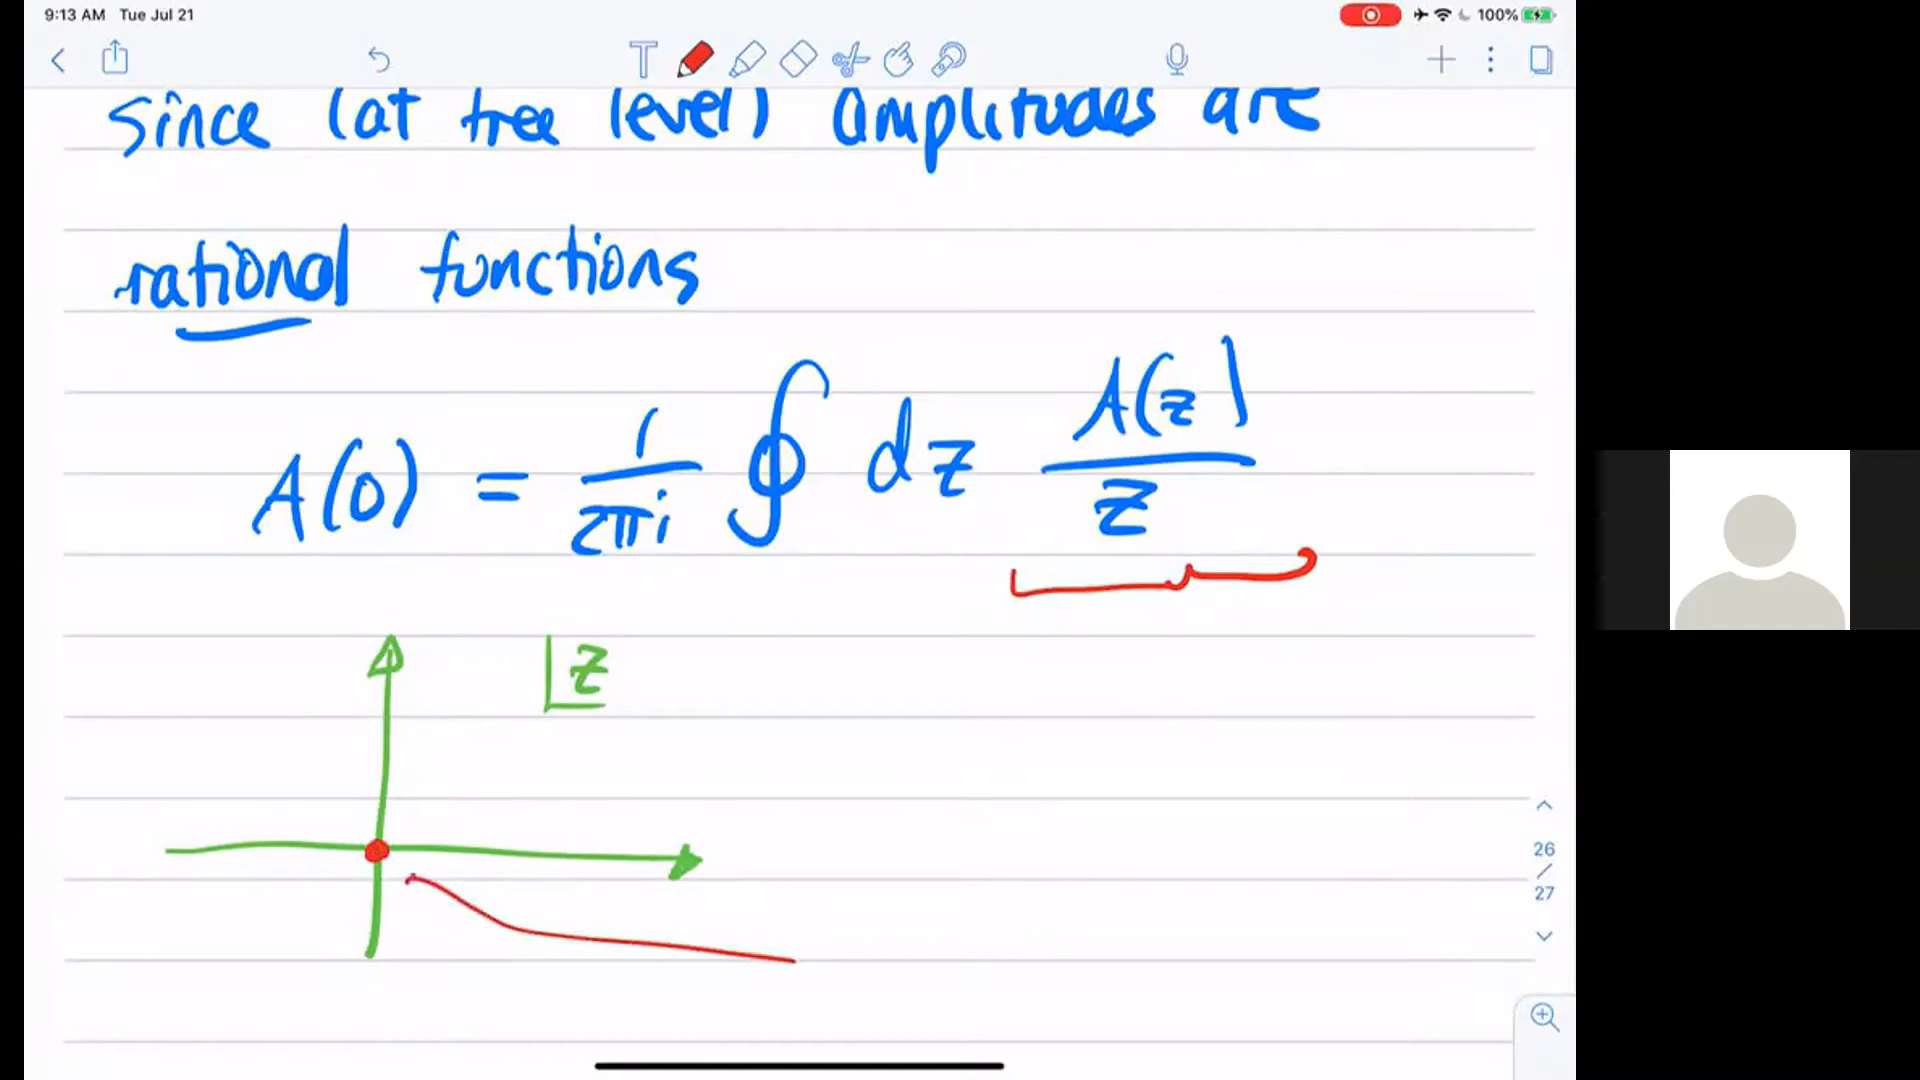 9:13 AM Tue Jul 21
100%
T
Since (at tree level) amplitudes are
rational functions
A(0) = 1/2πi ∮ dz A(z)/z
z
26
/
27